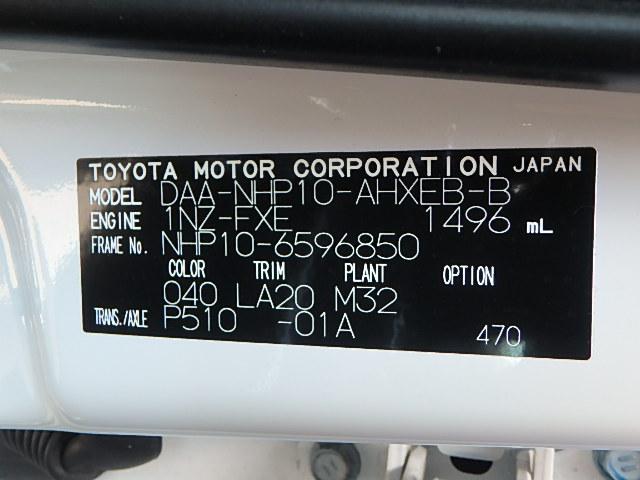 TOYOTA MOTOR CORPORATION JAPAN
MODEL DAA-NHP10-AHXEB-B
ENGINE 1NZ-FXE 1496 mL
FRAME No. NHP10-6596850
COLOR TRIM PLANT OPTION
040 LA20 M32
TRANS./AXLE P510 -01A 470